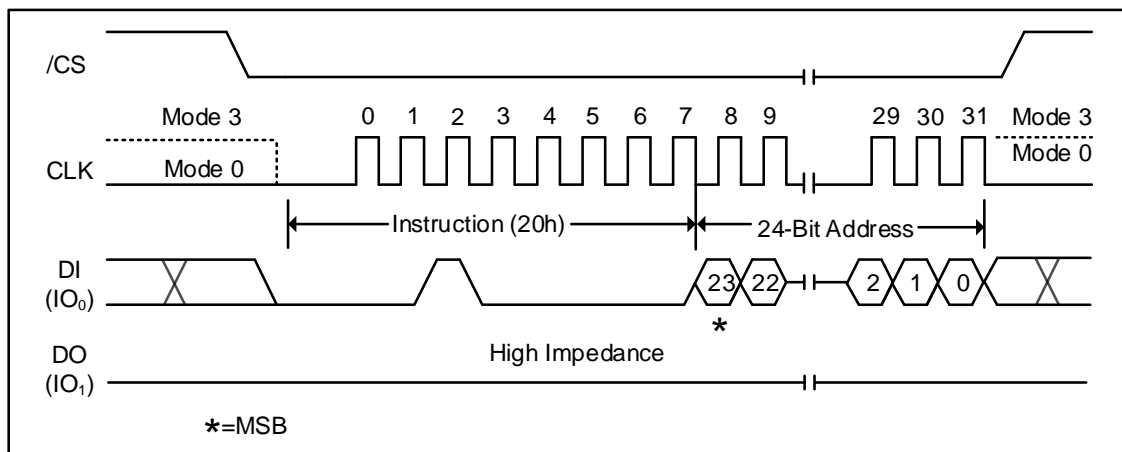 /CS
Mode 3
0 1 2 3 4 5 6 7 8 9 29 30 31
Mode 3
CLK
Mode 0
Mode 0
Instruction (20h)
24-Bit Address
DI
(IO₀)
23 22 2 1 0
*
DO
(IO₁)
High Impedance
*=MSB